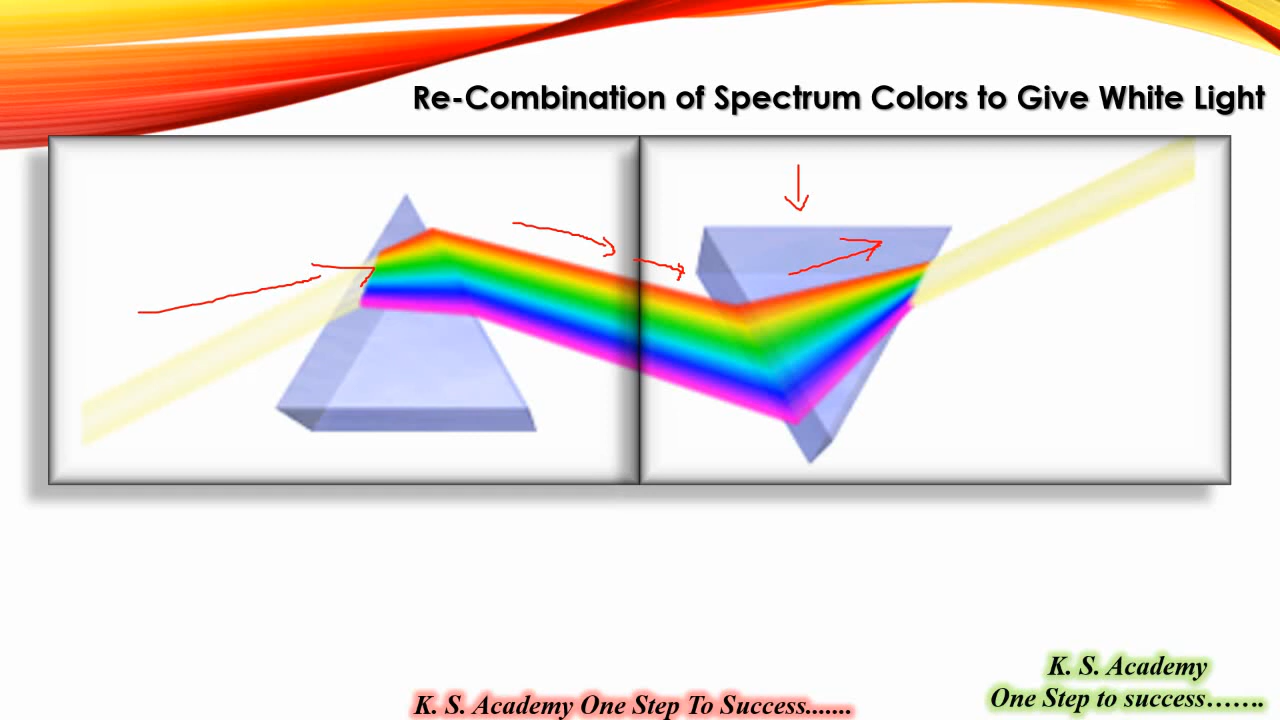 Re-Combination of Spectrum Colors to Give White Light
K. S. Academy
One Step to success…….
K. S. Academy One Step To Success.......